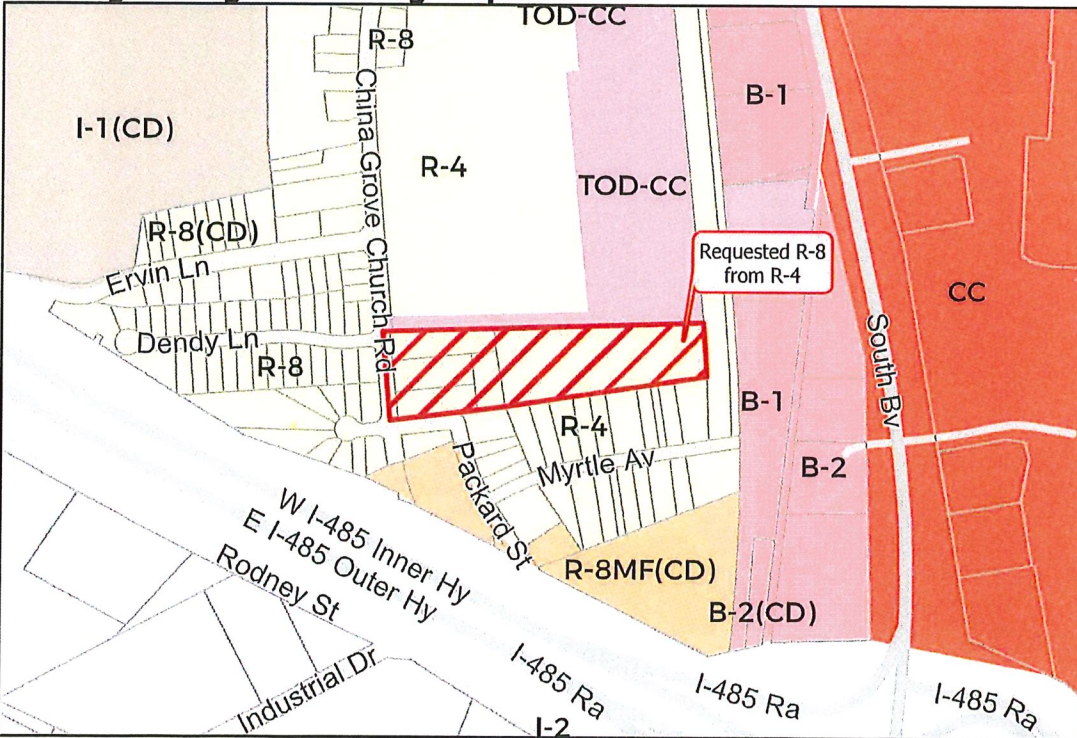 TOD-CC
R-8
B-1
I-1(CD)
China Grove Church Rd
R-4
TOD-CC
R-8(CD)
Requested R-8
from R-4
Ervin Ln
CC
Dendy Ln
R-8
South Bv
B-1
R-4
B-2
Myrtle Av
Packard St
W I-485 Inner Hy
E I-485 Outer Hy
R-8MF(CD)
Rodney St
B-2(CD)
Industrial Dr
I-485 Ra
I-485 Ra
I-485 Ra
I-2